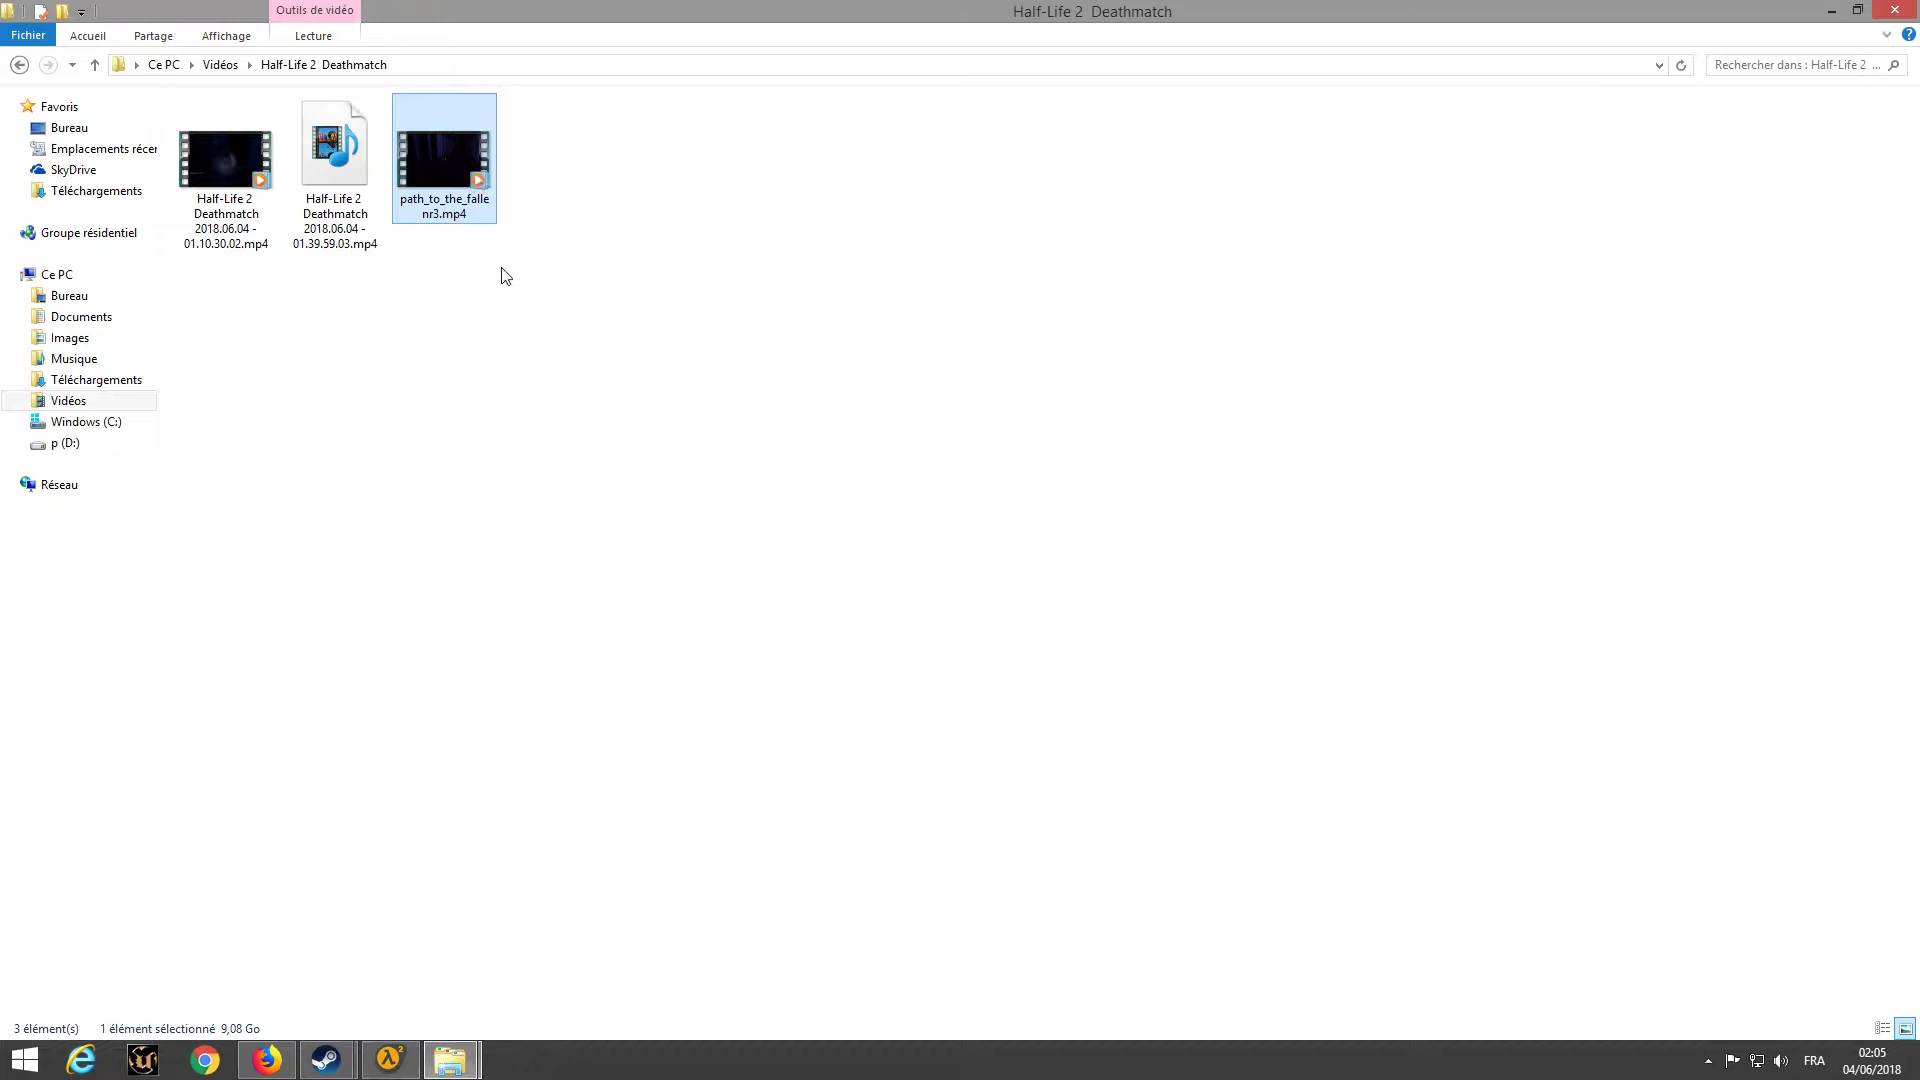 Outils de vidéo
Half-Life 2  Deathmatch
Fichier
Accueil
Partage
Affichage
Lecture
Ce PC
Vidéos
Half-Life 2  Deathmatch
Rechercher dans : Half-Life 2 ...
Favoris
Bureau
Emplacements récer
SkyDrive
Téléchargements
Groupe résidentiel
Ce PC
Bureau
Documents
Images
Musique
Téléchargements
Vidéos
Windows (C:)
p (D:)
Réseau
Half-Life 2
Deathmatch
2018.06.04 -
01.10.30.02.mp4
Half-Life 2
Deathmatch
2018.06.04 -
01.39.59.03.mp4
path_to_the_falle
nr3.mp4
3 élément(s)
1 élément sélectionné  9,08 Go
FRA
02:05
04/06/2018